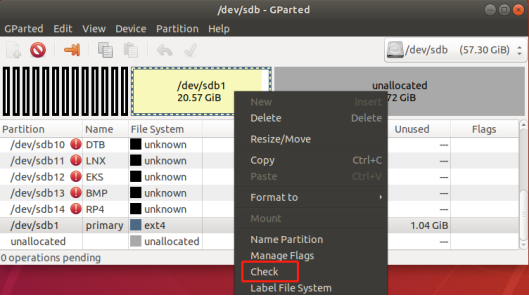 /dev/sdb - GParted
GParted Edit View Device Partition Help
/dev/sdb (57.30 GiB)
/dev/sdb1
20.57 GiB
unallocated
72 GiB
New Insert
Delete Delete
Resize/Move
Copy Ctrl+C
Paste Ctrl+V
Format to
Mount
Name Partition
Manage Flags
Check
Label File System
Partition Name File System Unused Flags
/dev/sdb10 DTB unknown ---
/dev/sdb11 LNX unknown ---
/dev/sdb12 EKS unknown ---
/dev/sdb13 BMP unknown ---
/dev/sdb14 RP4 unknown ---
/dev/sdb1 primary ext4 1.04 GiB
unallocated unallocated ---
0 operations pending